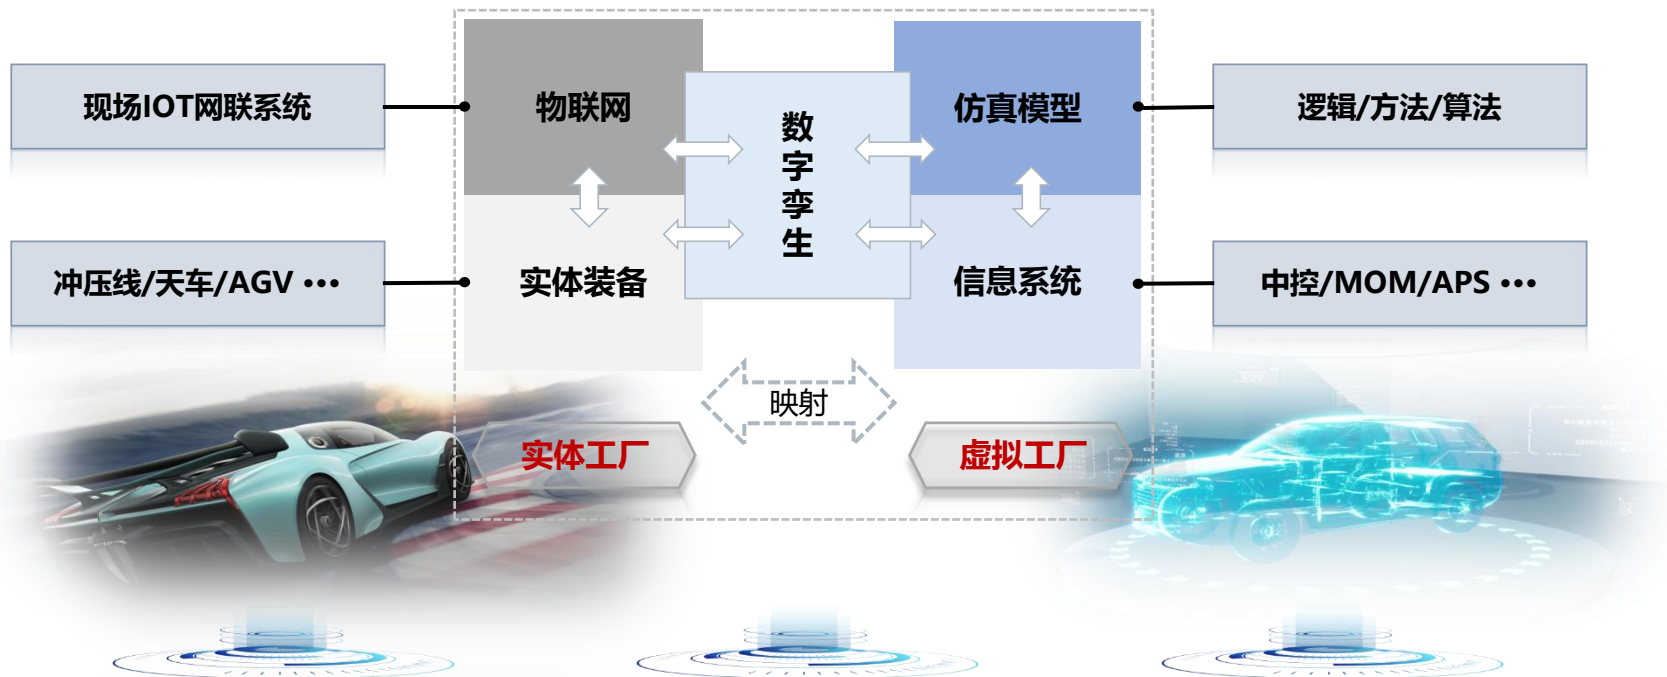 现场IOT网联系统
物联网
数字孪生
仿真模型
逻辑/方法/算法
冲压线/天车/AGV •••
实体装备
信息系统
中控/MOM/APS •••
映射
实体工厂
虚拟工厂